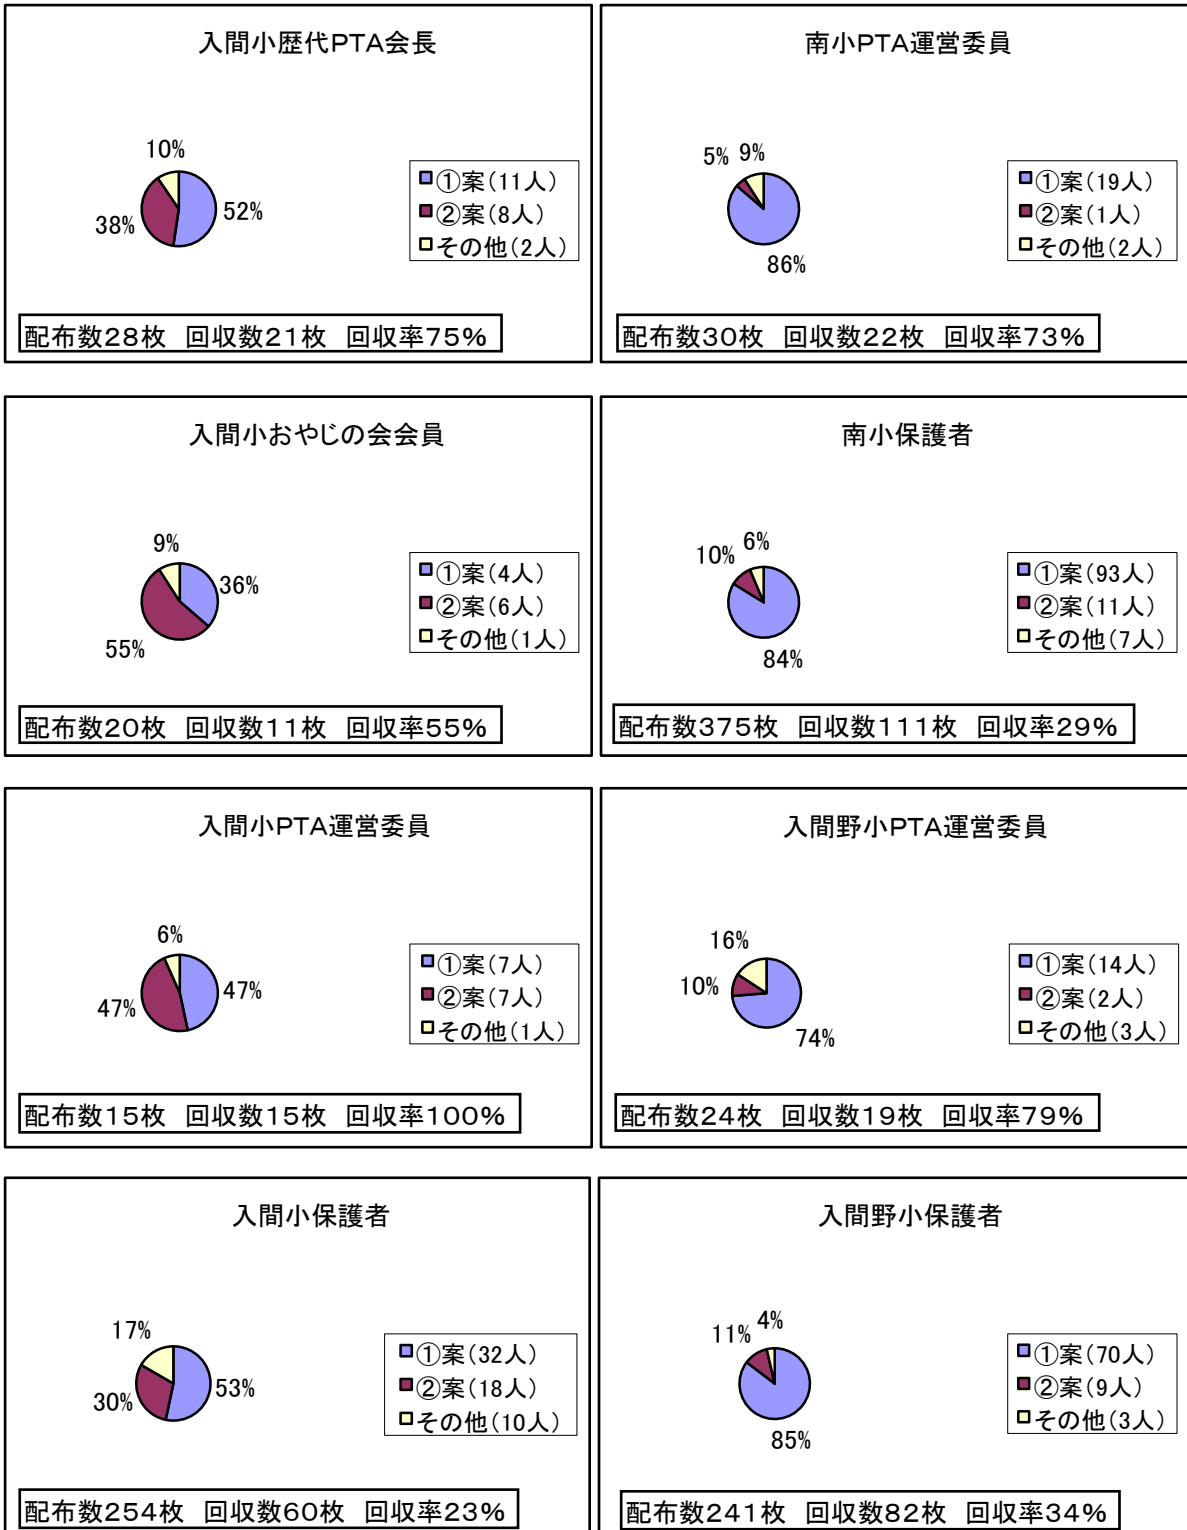 入間小歴代PTA会長
10%
38%
52%
①案(11人)
②案(8人)
その他(2人)
配布数28枚 回収数21枚 回収率75%
南小PTA運営委員
5% 9%
86%
①案(19人)
②案(1人)
その他(2人)
配布数30枚 回収数22枚 回収率73%
入間小おやじの会会員
9%
36%
55%
①案(4人)
②案(6人)
その他(1人)
配布数20枚 回収数11枚 回収率55%
南小保護者
10% 6%
84%
①案(93人)
②案(11人)
その他(7人)
配布数375枚 回収数111枚 回収率29%
入間小PTA運営委員
6%
47%
47%
①案(7人)
②案(7人)
その他(1人)
配布数15枚 回収数15枚 回収率100%
入間野小PTA運営委員
16%
10%
74%
①案(14人)
②案(2人)
その他(3人)
配布数24枚 回収数19枚 回収率79%
入間小保護者
17%
30%
53%
①案(32人)
②案(18人)
その他(10人)
配布数254枚 回収数60枚 回収率23%
入間野小保護者
11% 4%
85%
①案(70人)
②案(9人)
その他(3人)
配布数241枚 回収数82枚 回収率34%